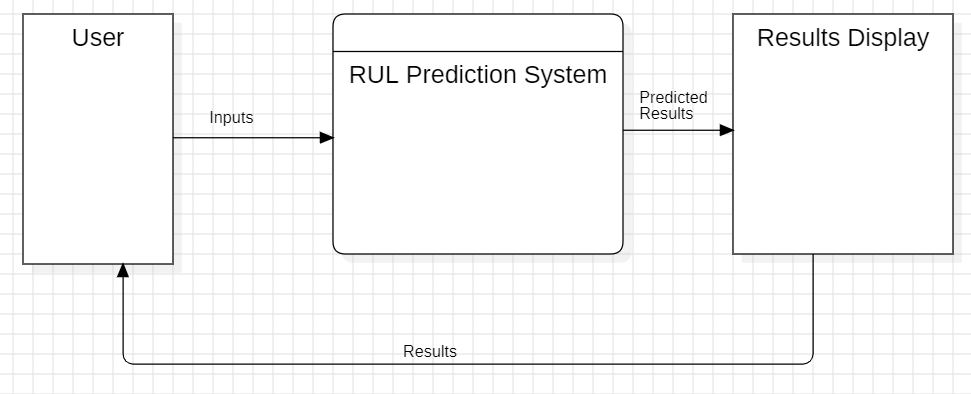 User
RUL Prediction System
Results Display
Inputs
Predicted
Results
Results